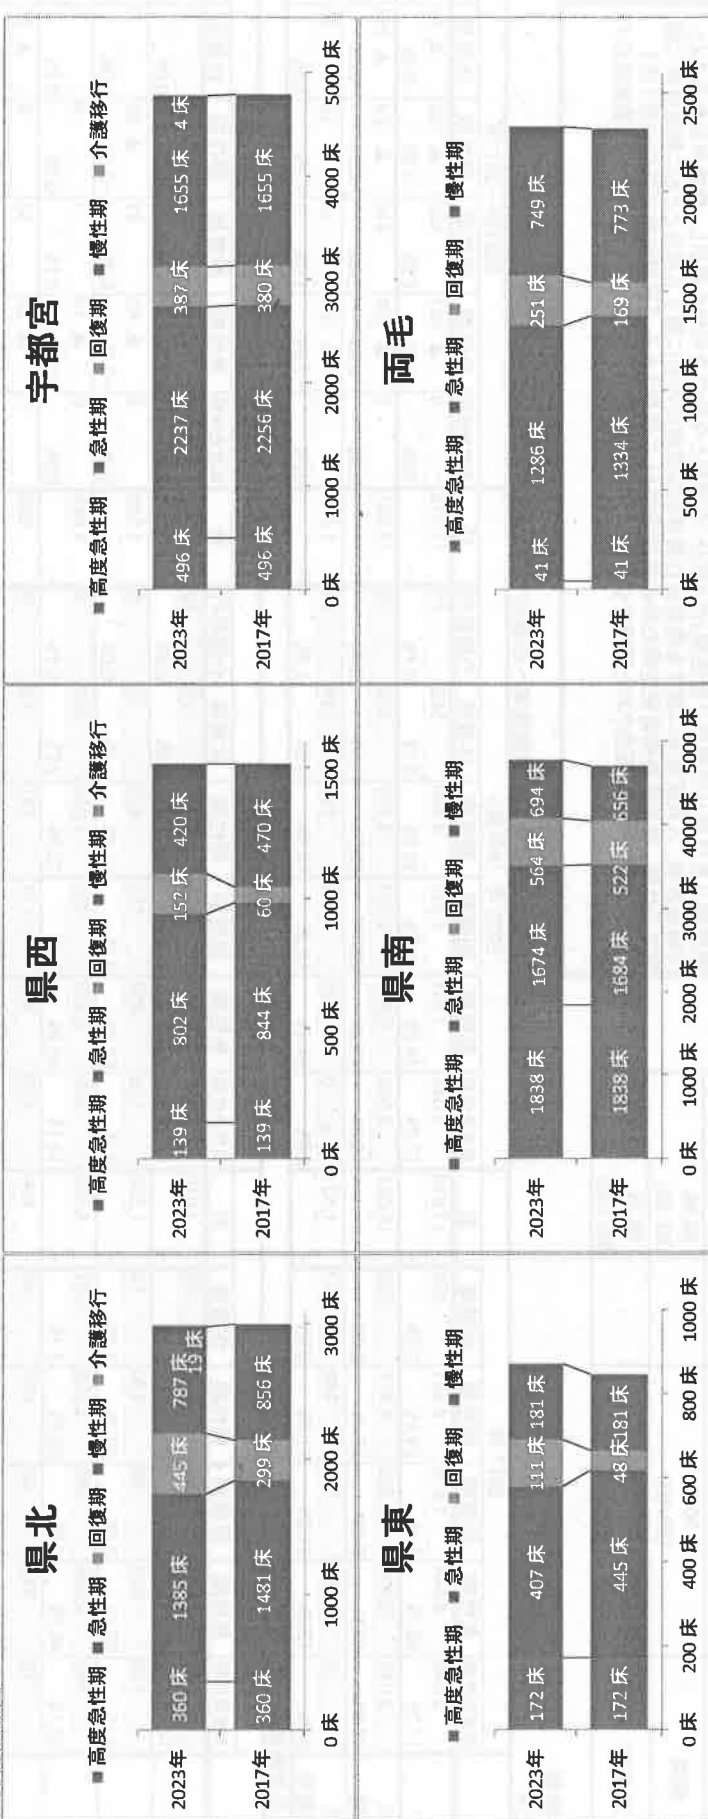 県北
■高度急性期 ■急性期 ■回復期 ■慢性期 ■介護移行
2023年 360 床 1385 床 445 床 787 床 19 床
2017年 360 床 1481 床 299 床 856 床
0 床 1000 床 2000 床 3000 床
県西
■高度急性期 ■急性期 ■回復期 ■慢性期 ■介護移行
2023年 139 床 802 床 152 床 420 床
2017年 139 床 844 床 60 床 470 床
0 床 500 床 1000 床 1500 床
宇都宮
■高度急性期 ■急性期 ■回復期 ■慢性期 ■介護移行
2023年 496 床 2237 床 387 床 1655 床 4 床
2017年 496 床 2256 床 380 床 1655 床
0 床 1000 床 2000 床 3000 床 4000 床 5000 床
県東
■高度急性期 ■急性期 ■回復期 ■慢性期
2023年 172 床 407 床 111 床 181 床
2017年 172 床 445 床 48 床 181 床
0 床 200 床 400 床 600 床 800 床 1000 床
県南
■高度急性期 ■急性期 ■回復期 ■慢性期
2023年 1838 床 1674 床 564 床 694 床
2017年 1838 床 1684 床 522 床 656 床
0 床 1000 床 2000 床 3000 床 4000 床 5000 床
両毛
■高度急性期 ■急性期 ■回復期 ■慢性期
2023年 41 床 1286 床 251 床 749 床
2017年 41 床 1334 床 169 床 773 床
0 床 500 床 1000 床 1500 床 2000 床 2500 床